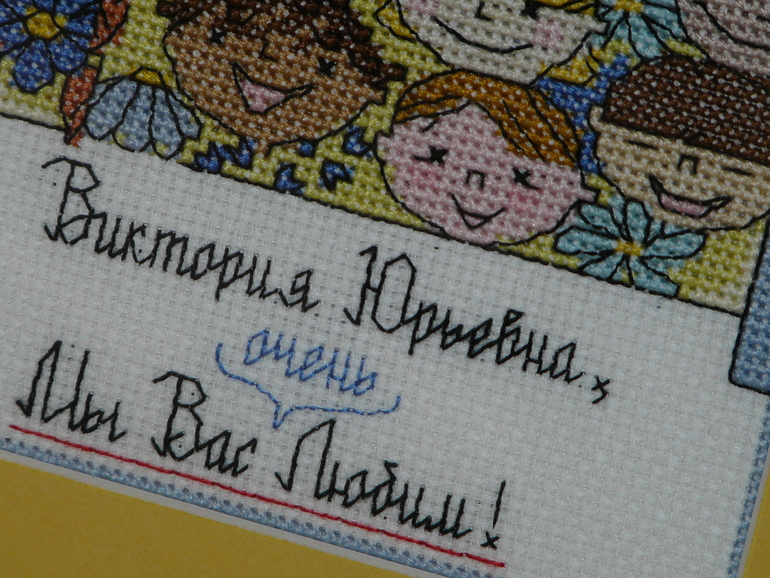 Виктория Юрьевна,
очень
Мы Вас Любим!